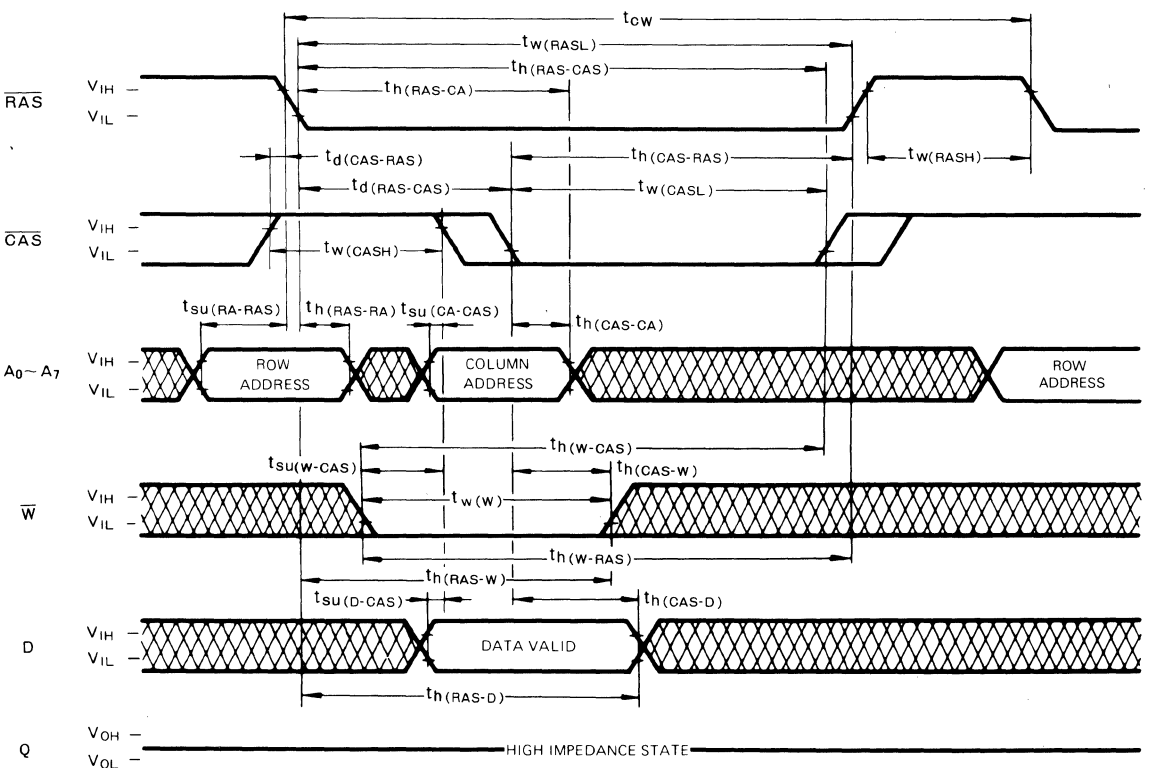 tCW
tW(RASL)
th(RAS-CAS)
th(RAS-CA)
RAS
VIH
VIL
td(CAS-RAS)
th(CAS-RAS)
tW(RASH)
td(RAS-CAS)
tW(CASL)
CAS
VIH
VIL
tW(CASH)
tsu(RA-RAS)
th(RAS-RA)
tsu(CA-CAS)
th(CAS-CA)
A0~A7
VIH
VIL
ROW ADDRESS
COLUMN ADDRESS
ROW ADDRESS
th(W-CAS)
tsu(W-CAS)
th(CAS-W)
W
VIH
VIL
tw(W)
th(W-RAS)
th(RAS-W)
tsu(D-CAS)
th(CAS-D)
D
VIH
VIL
DATA VALID
th(RAS-D)
Q
VOH
VOL
HIGH IMPEDANCE STATE